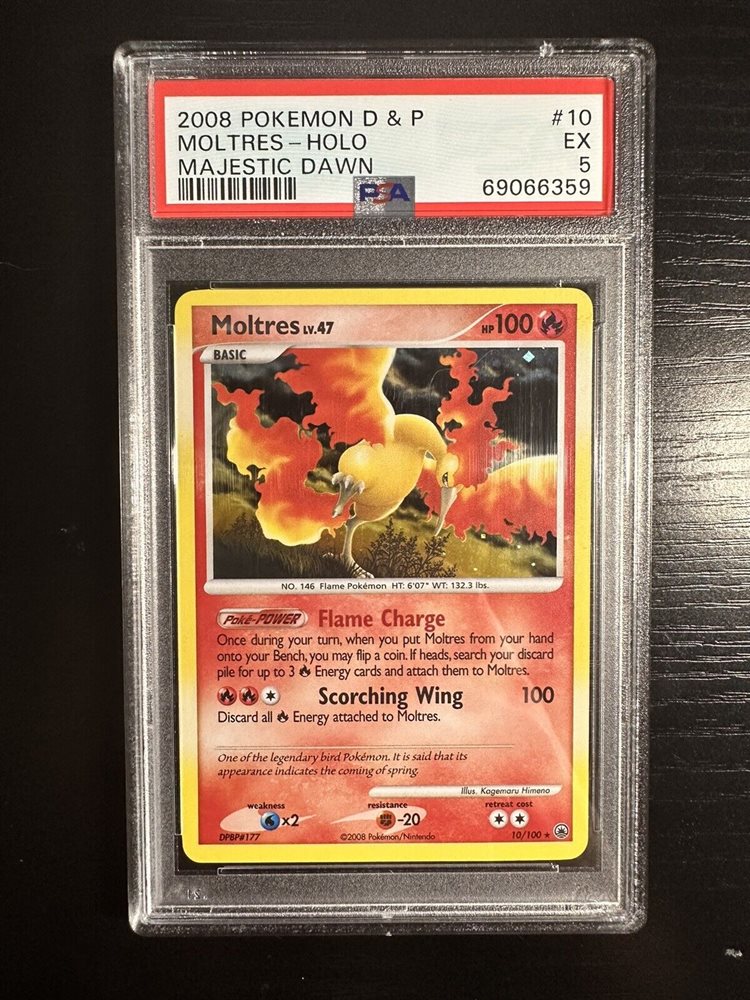 2008 POKEMON D & P #10
MOLTRES - HOLO EX
MAJESTIC DAWN 5
PSA 69066359
Moltres LV.47 HP 100
BASIC
NO. 146 Flame Pokémon HT: 6'07" WT: 132.3 lbs.
Poké-POWER Flame Charge
Once during your turn, when you put Moltres from your hand
onto your Bench, you may flip a coin. If heads, search your discard
pile for up to 3 Energy cards and attach them to Moltres.
Scorching Wing 100
Discard all Energy attached to Moltres.
One of the legendary bird Pokémon. It is said that its
appearance indicates the coming of spring.
Illus. Kagemaru Himeno
weakness resistance retreat cost
x2 -20
DPBP#177 ©2008 Pokémon/Nintendo 10/100 ★